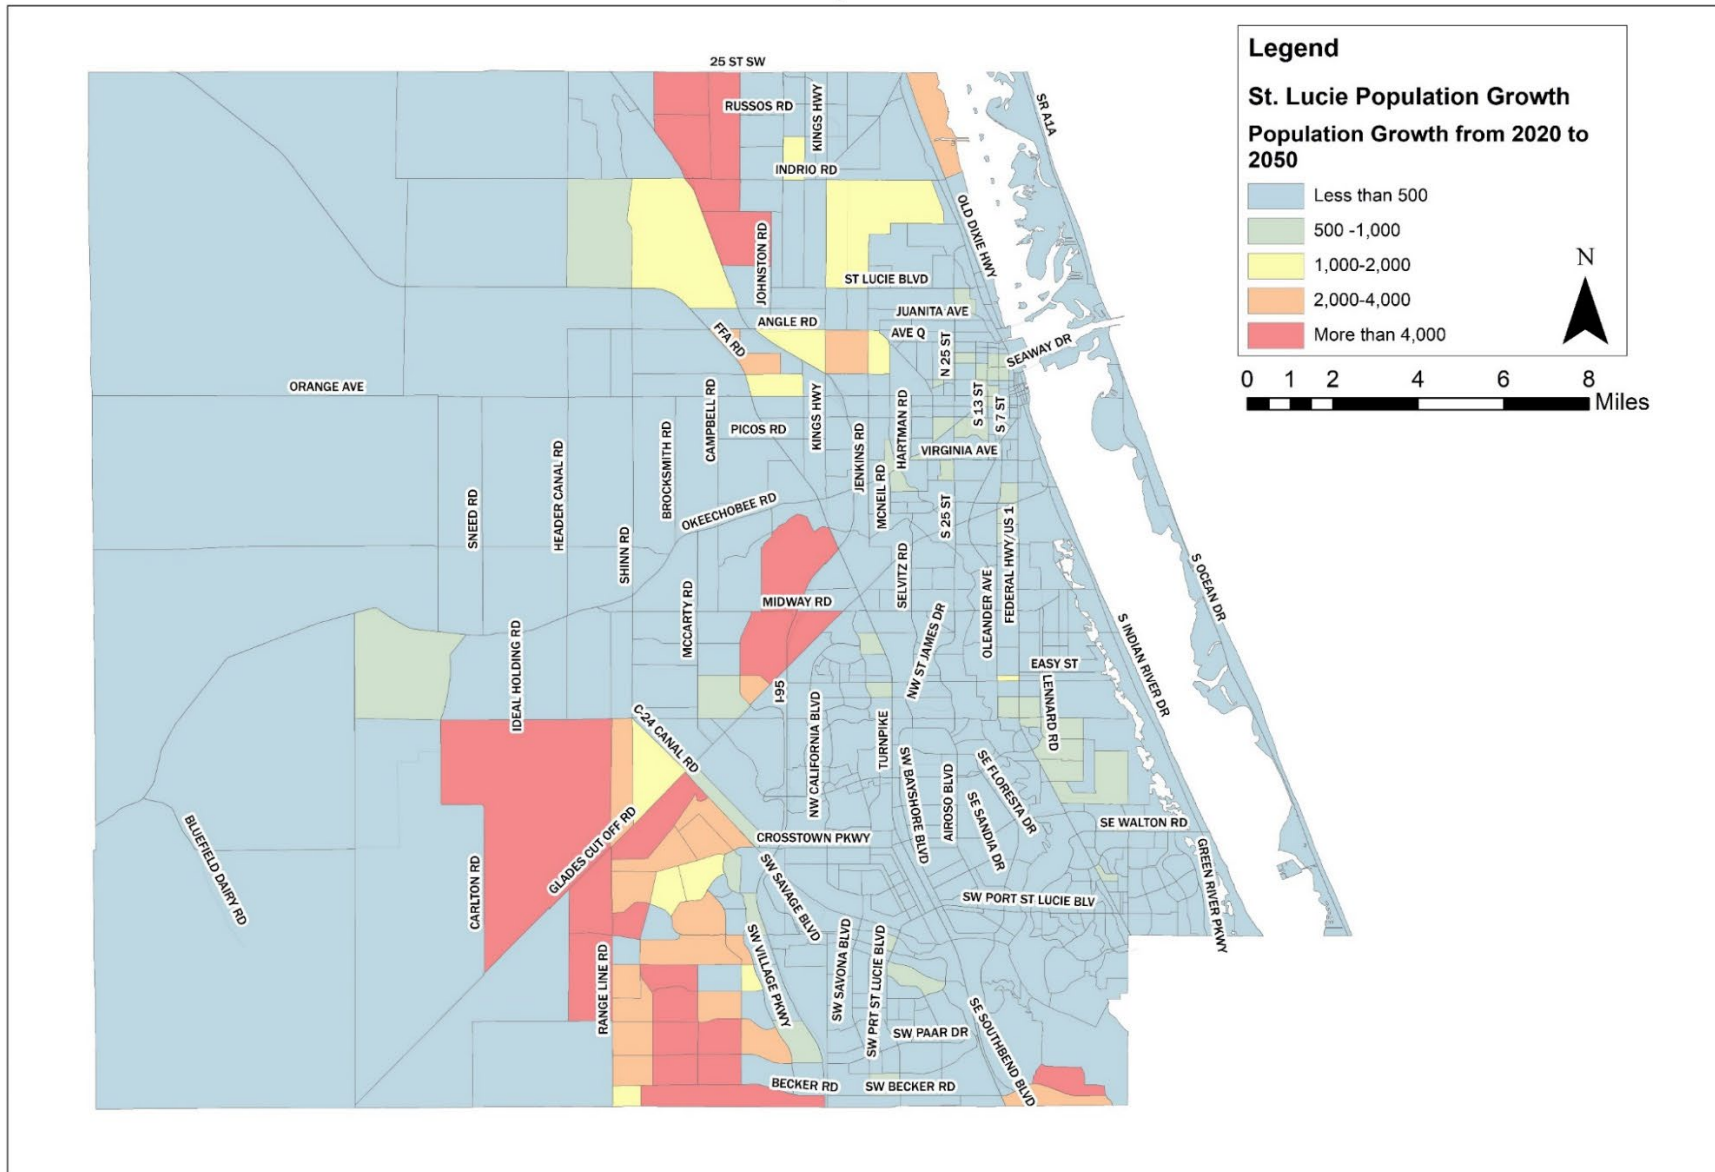 Legend
St. Lucie Population Growth
Population Growth from 2020 to
2050
Less than 500
500 -1,000
1,000-2,000
2,000-4,000
More than 4,000
N
0 1 2 4 6 8
Miles
25 ST SW
RUSSOS RD
KINGS HWY
SR A1A
INDRIO RD
OLD DIXIE HWY
JOHNSTON RD
ST LUCIE BLVD
JUANITA AVE
ANGLE RD
AVE Q
FFA RD
N 25 ST
SEAWAY DR
ORANGE AVE
CAMPBELL RD
KINGS HWY
HARTMAN RD
S 13 ST
S 7 ST
PICOS RD
BROCKSMITH RD
JENKINS RD
VIRGINIA AVE
HEADER CANAL RD
SNEED RD
MCNEIL RD
OKEECHOBEE RD
S 25 ST
FEDERAL HWY/US 1
SHINN RD
SELVITZ RD
S OCEAN DR
MCCARTY RD
MIDWAY RD
OLEANDER AVE
NW ST JAMES DR
S INDIAN RIVER DR
IDEAL HOLDING RD
EASY ST
I-95
LENNARD RD
C-24 CANAL RD
NW CALIFORNIA BLVD
TURNPIKE
SW BAYSHORE BLVD
AIROSO BLVD
SE FLORESTA DR
SE SANDIA DR
SE WALTON RD
BLUEFIELD DAIRY RD
GLADES CUT OFF RD
CROSSTOWN PKWY
GREEN RIVER PKWY
CARLTON RD
SW SAVAGE BLVD
SW PORT ST LUCIE BLV
RANGE LINE RD
SW VILLAGE PKWY
SW SAVONA BLVD
SW PRT ST LUCIE BLVD
SW PAAR DR
SE SOUTHBEND BLVD
BECKER RD
SW BECKER RD